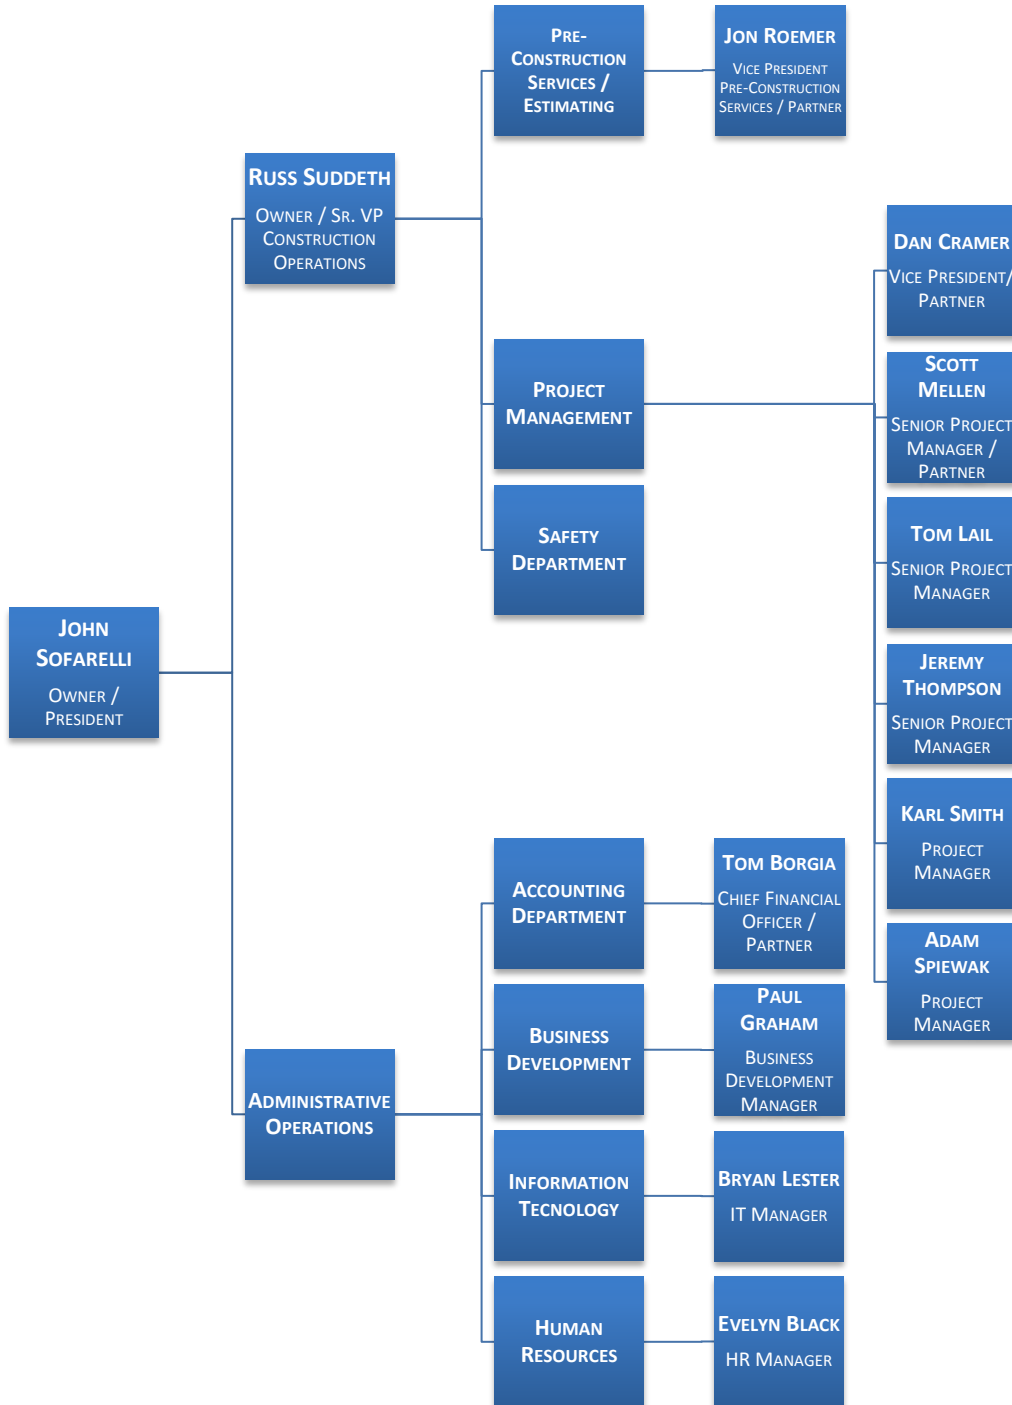 Pre-
Construction
Services /
Estimating
Jon Roemer
Vice President
Pre-Construction
Services / Partner
Russ Suddeth
Owner / Sr. VP
Construction
Operations
Dan Cramer
Vice President/
Partner
Scott
Mellen
Senior Project
Manager /
Partner
Project
Management
Tom Lail
Senior Project
Manager
Safety
Department
John
Sofarelli
Owner /
President
Jeremy
Thompson
Senior Project
Manager
Karl Smith
Project
Manager
Adam
Spiewak
Project
Manager
Administrative
Operations
Accounting
Department
Tom Borgia
Chief Financial
Officer /
Partner
Business
Development
Paul
Graham
Business
Development
Manager
Information
Tecnology
Bryan Lester
IT Manager
Human
Resources
Evelyn Black
HR Manager